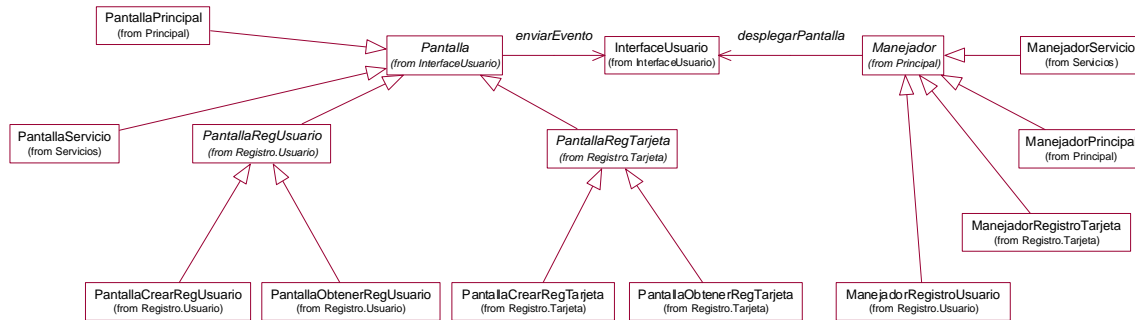 PantallaPrincipal
(from Principal)
Pantalla
(from InterfaceUsuario)
enviarEvento
InterfaceUsuario
(from InterfaceUsuario)
desplegarPantalla
Manejador
(from Principal)
ManejadorServicio
(from Servicios)
PantallaServicio
(from Servicios)
PantallaRegUsuario
(from Registro.Usuario)
PantallaRegTarjeta
(from Registro.Tarjeta)
ManejadorPrincipal
(from Principal)
ManejadorRegistroTarjeta
(from Registro.Tarjeta)
PantallaCrearRegUsuario
(from Registro.Usuario)
PantallaObtenerRegUsuario
(from Registro.Usuario)
PantallaCrearRegTarjeta
(from Registro.Tarjeta)
PantallaObtenerRegTarjeta
(from Registro.Tarjeta)
ManejadorRegistroUsuario
(from Registro.Usuario)